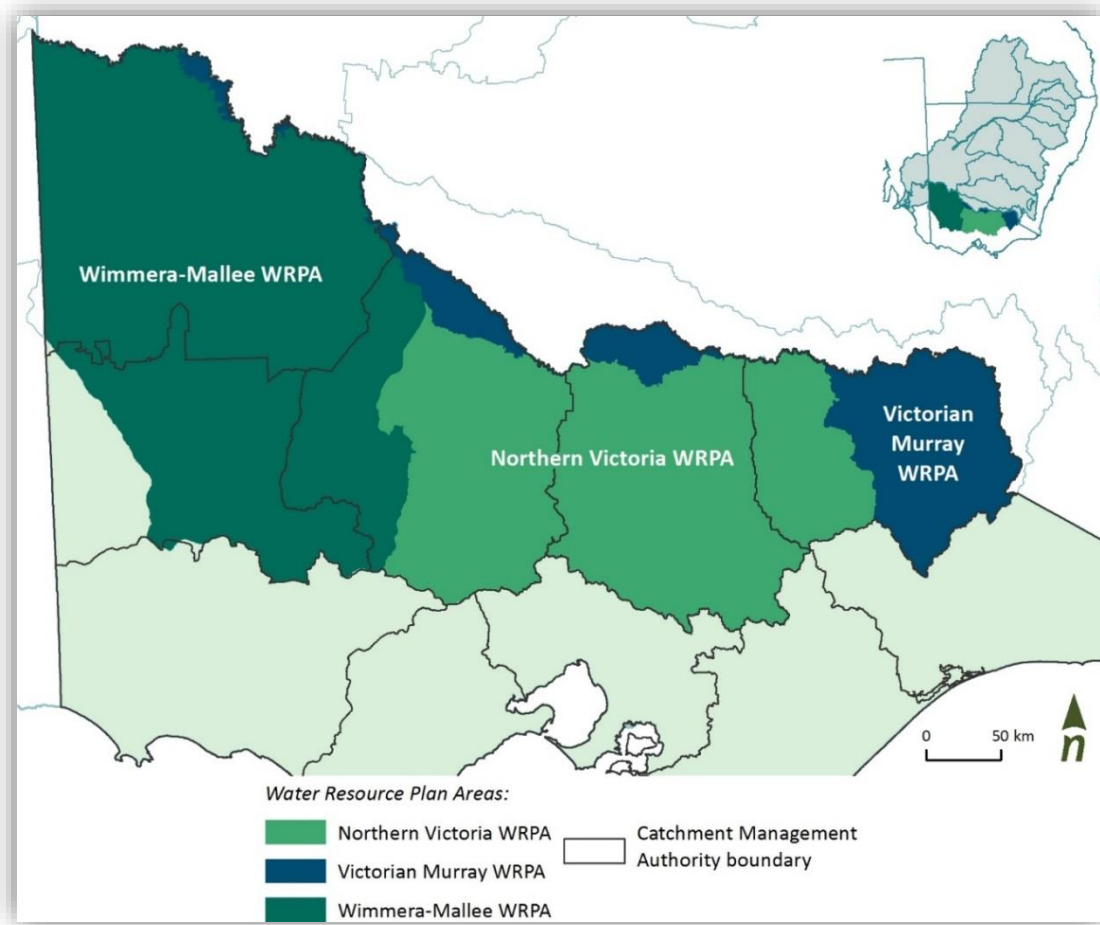 Wimmera-Mallee WRPA
Northern Victoria WRPA
Victorian
Murray
WRPA
0 50 km
n
Water Resource Plan Areas:
Northern Victoria WRPA
Victorian Murray WRPA
Wimmera-Mallee WRPA
Catchment Management
Authority boundary